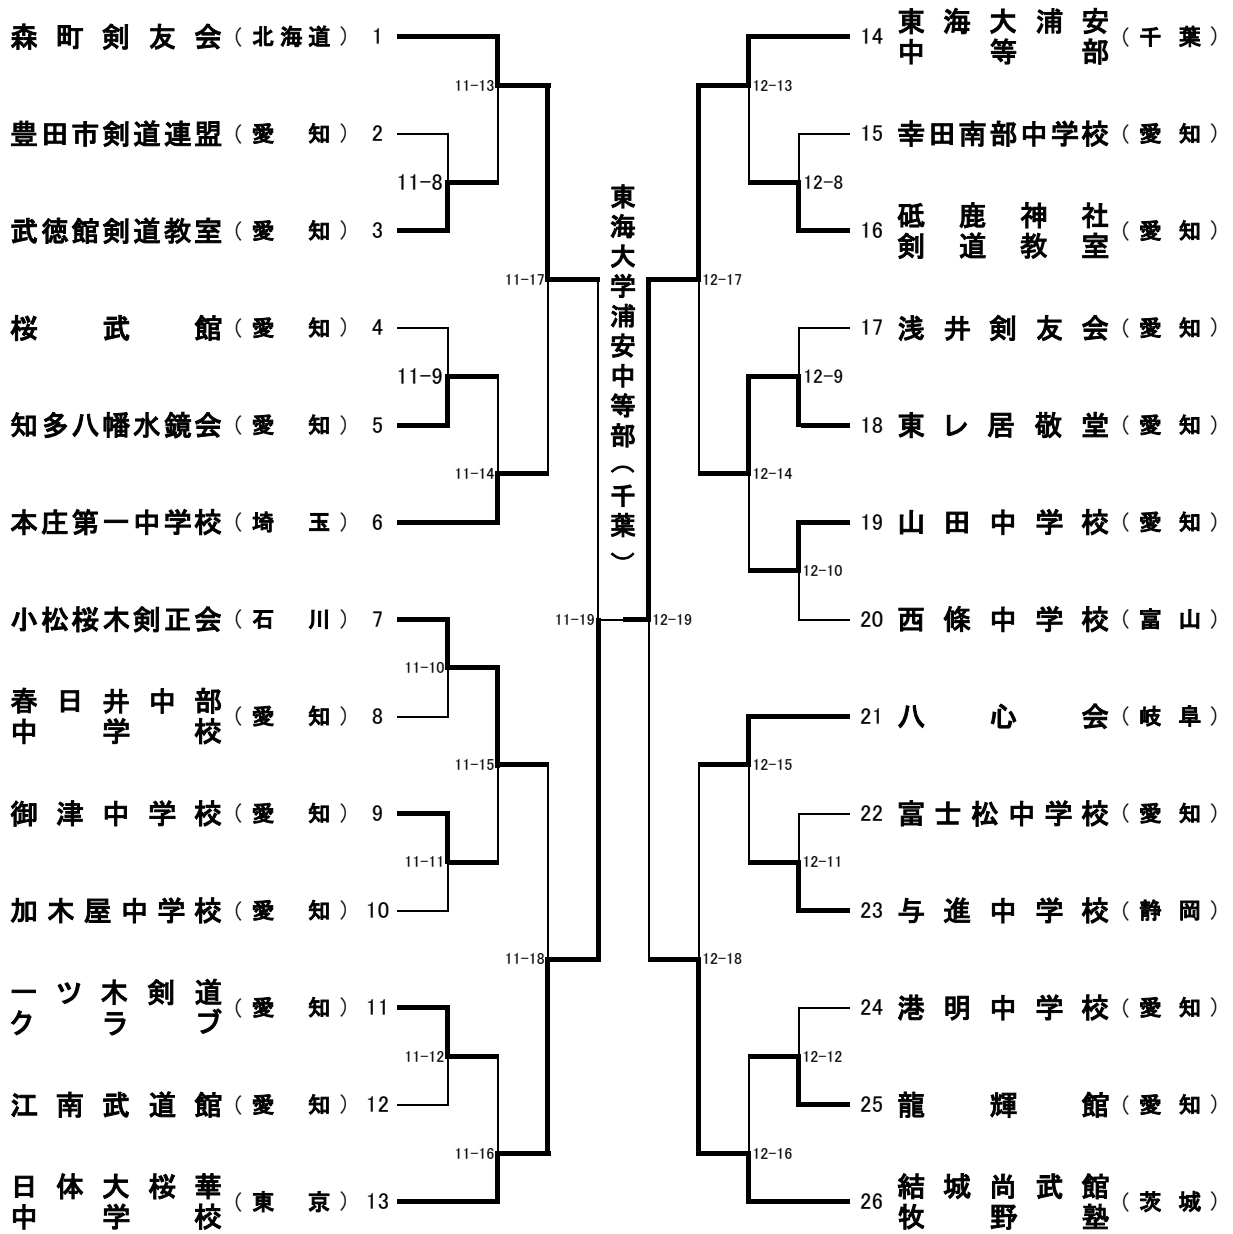 森町剣友会（北海道） 1
11-13
豊田市剣道連盟（愛知） 2
11-8
武徳館剣道教室（愛知） 3
11-17
桜武館（愛知） 4
11-9
知多八幡水鏡会（愛知） 5
11-14
本庄第一中学校（埼玉） 6
小松桜木剣正会（石川） 7
11-10
春日井中部
中学校（愛知） 8
11-15
御津中学校（愛知） 9
11-11
加木屋中学校（愛知） 10
11-18
一ツ木剣道
クラブ（愛知） 11
11-12
江南武道館（愛知） 12
11-16
日体大桜華
中学校（東京） 13
東海大学浦安中等部（千葉）
11-19
12-19
14 東海大浦安
中等部（千葉）
12-13
15 幸田南部中学校（愛知）
12-8
16 砥鹿神社
剣道教室（愛知）
12-17
17 浅井剣友会（愛知）
12-9
18 東レ居敬堂（愛知）
12-14
19 山田中学校（愛知）
12-10
20 西條中学校（富山）
21 八心会（岐阜）
12-15
22 富士松中学校（愛知）
12-11
23 与進中学校（静岡）
12-18
24 港明中学校（愛知）
12-12
25 龍輝館（愛知）
12-16
26 結城尚武館
牧野塾（茨城）